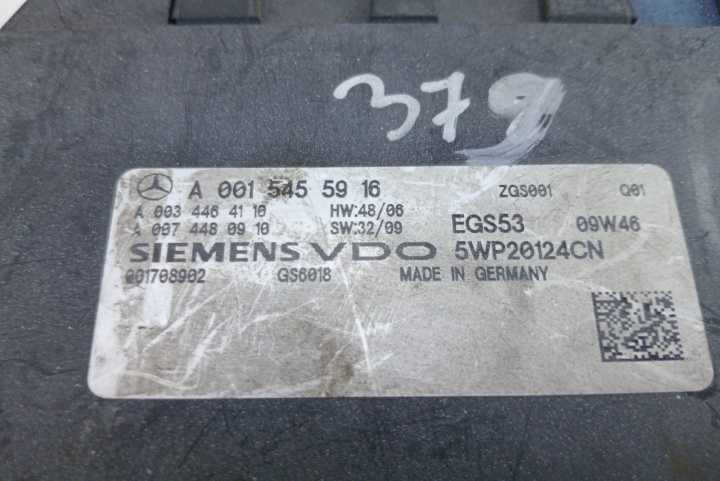 379
A 001 545 59 16 ZGS001 Q01
A 003 446 41 10 HW:48/06
A 007 448 09 10 SW:32/09 EGS53 09W46
SIEMENS VDO 5WP20124CN
001708902 GS6018 MADE IN GERMANY